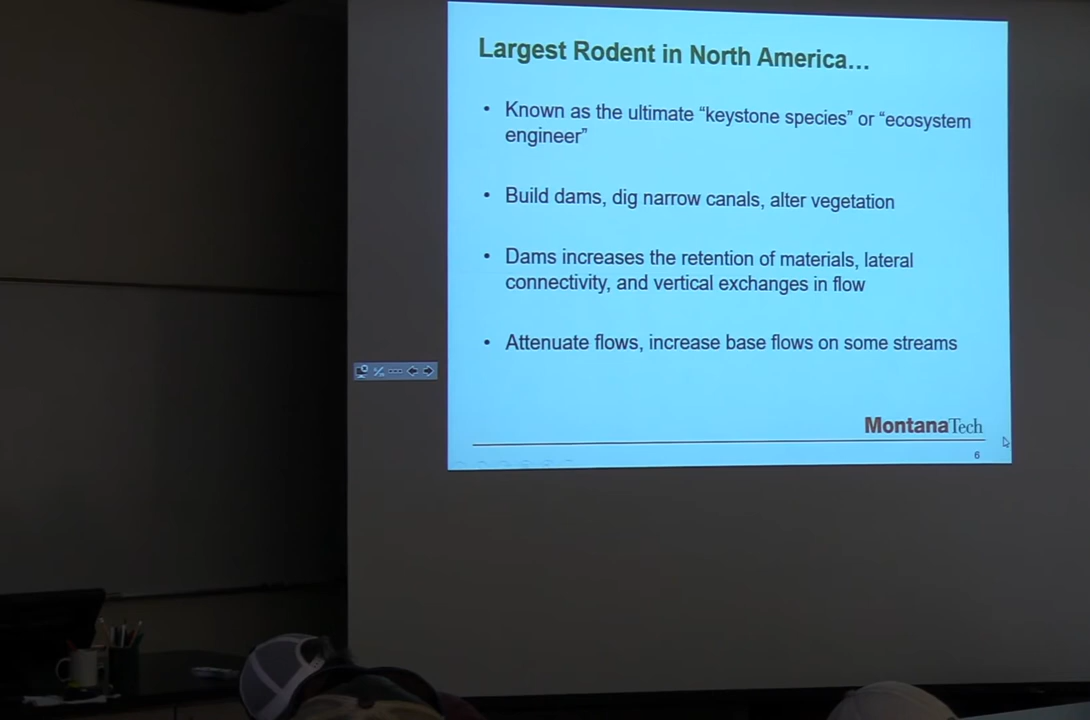 Largest Rodent in North America…
• Known as the ultimate “keystone species” or “ecosystem
engineer”
• Build dams, dig narrow canals, alter vegetation
• Dams increases the retention of materials, lateral
connectivity, and vertical exchanges in flow
• Attenuate flows, increase base flows on some streams
MontanaTech
6